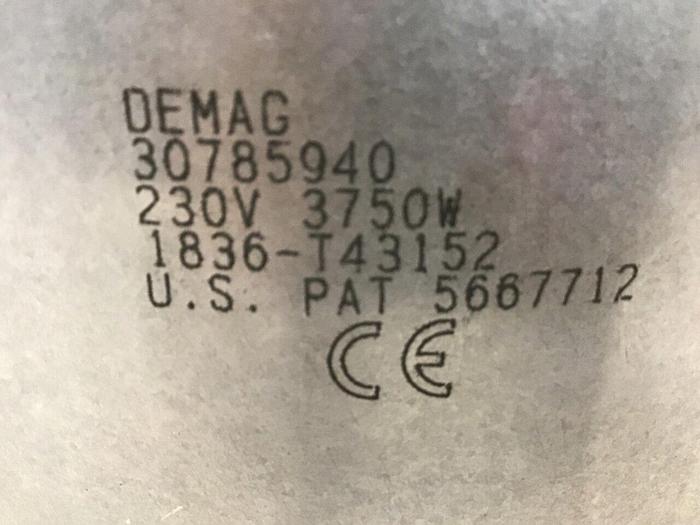 DEMAG
30785940
230V 3750W
1836-T43152
U.S. PAT 5667712
CE